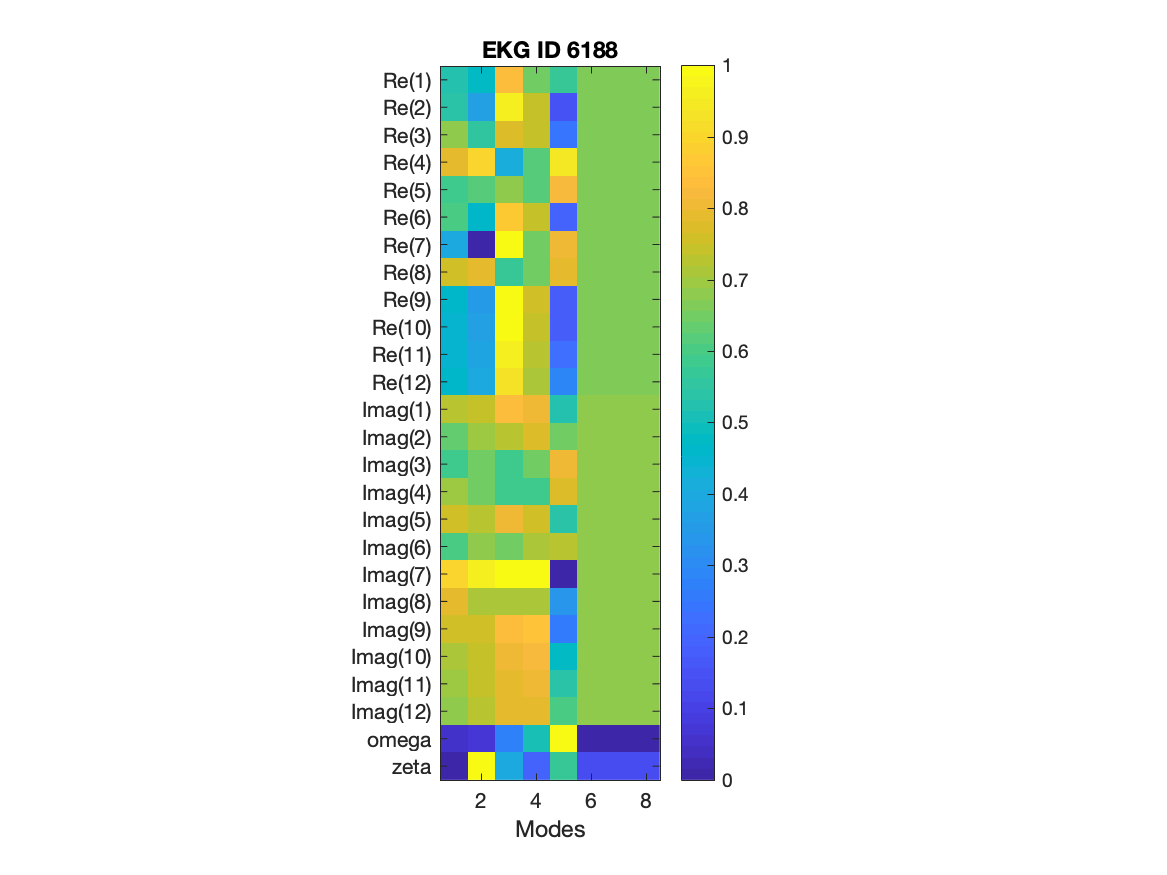 EKG ID 6188
Re(1)
Re(2)
Re(3)
Re(4)
Re(5)
Re(6)
Re(7)
Re(8)
Re(9)
Re(10)
Re(11)
Re(12)
Imag(1)
Imag(2)
Imag(3)
Imag(4)
Imag(5)
Imag(6)
Imag(7)
Imag(8)
Imag(9)
Imag(10)
Imag(11)
Imag(12)
omega
zeta
2 4 6 8
Modes
1
0.9
0.8
0.7
0.6
0.5
0.4
0.3
0.2
0.1
0